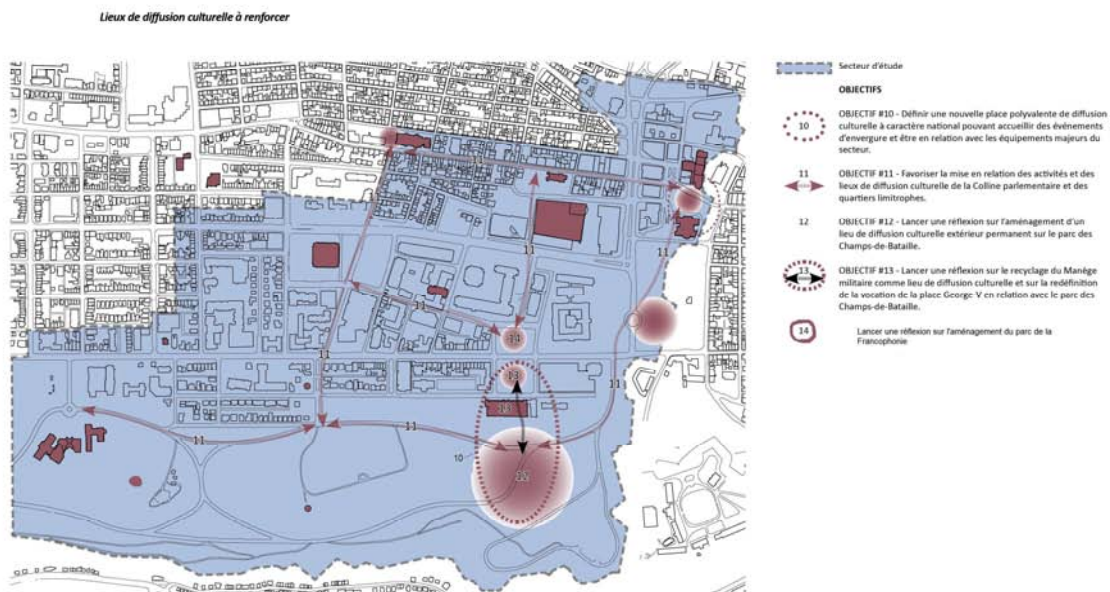 Lieux de diffusion culturelle à renforcer
Secteur d'étude
OBJECTIFS
10
OBJECTIF #10 - Définir une nouvelle place polyvalente de diffusion
culturelle à caractère national pouvant accueillir des événements
d'envergure et être en relation avec les équipements majeurs du
secteur.
11
OBJECTIF #11 - Favoriser la mise en relation des activités et des
lieux de diffusion culturelle de la Colline parlementaire et des
quartiers limitrophes.
12
OBJECTIF #12 - Lancer une réflexion sur l'aménagement d'un
lieu de diffusion culturelle extérieur permanent sur le parc des
Champs-de-Bataille.
13
OBJECTIF #13 - Lancer une réflexion sur le recyclage du Manège
militaire comme lieu de diffusion culturelle et sur la redéfinition
de la vocation de la place George V en relation avec le parc des
Champs-de-Bataille.
14
Lancer une réflexion sur l'aménagement du parc de la
Francophonie
11
11
11
11
14
11
11
13
13
11
11
10
12